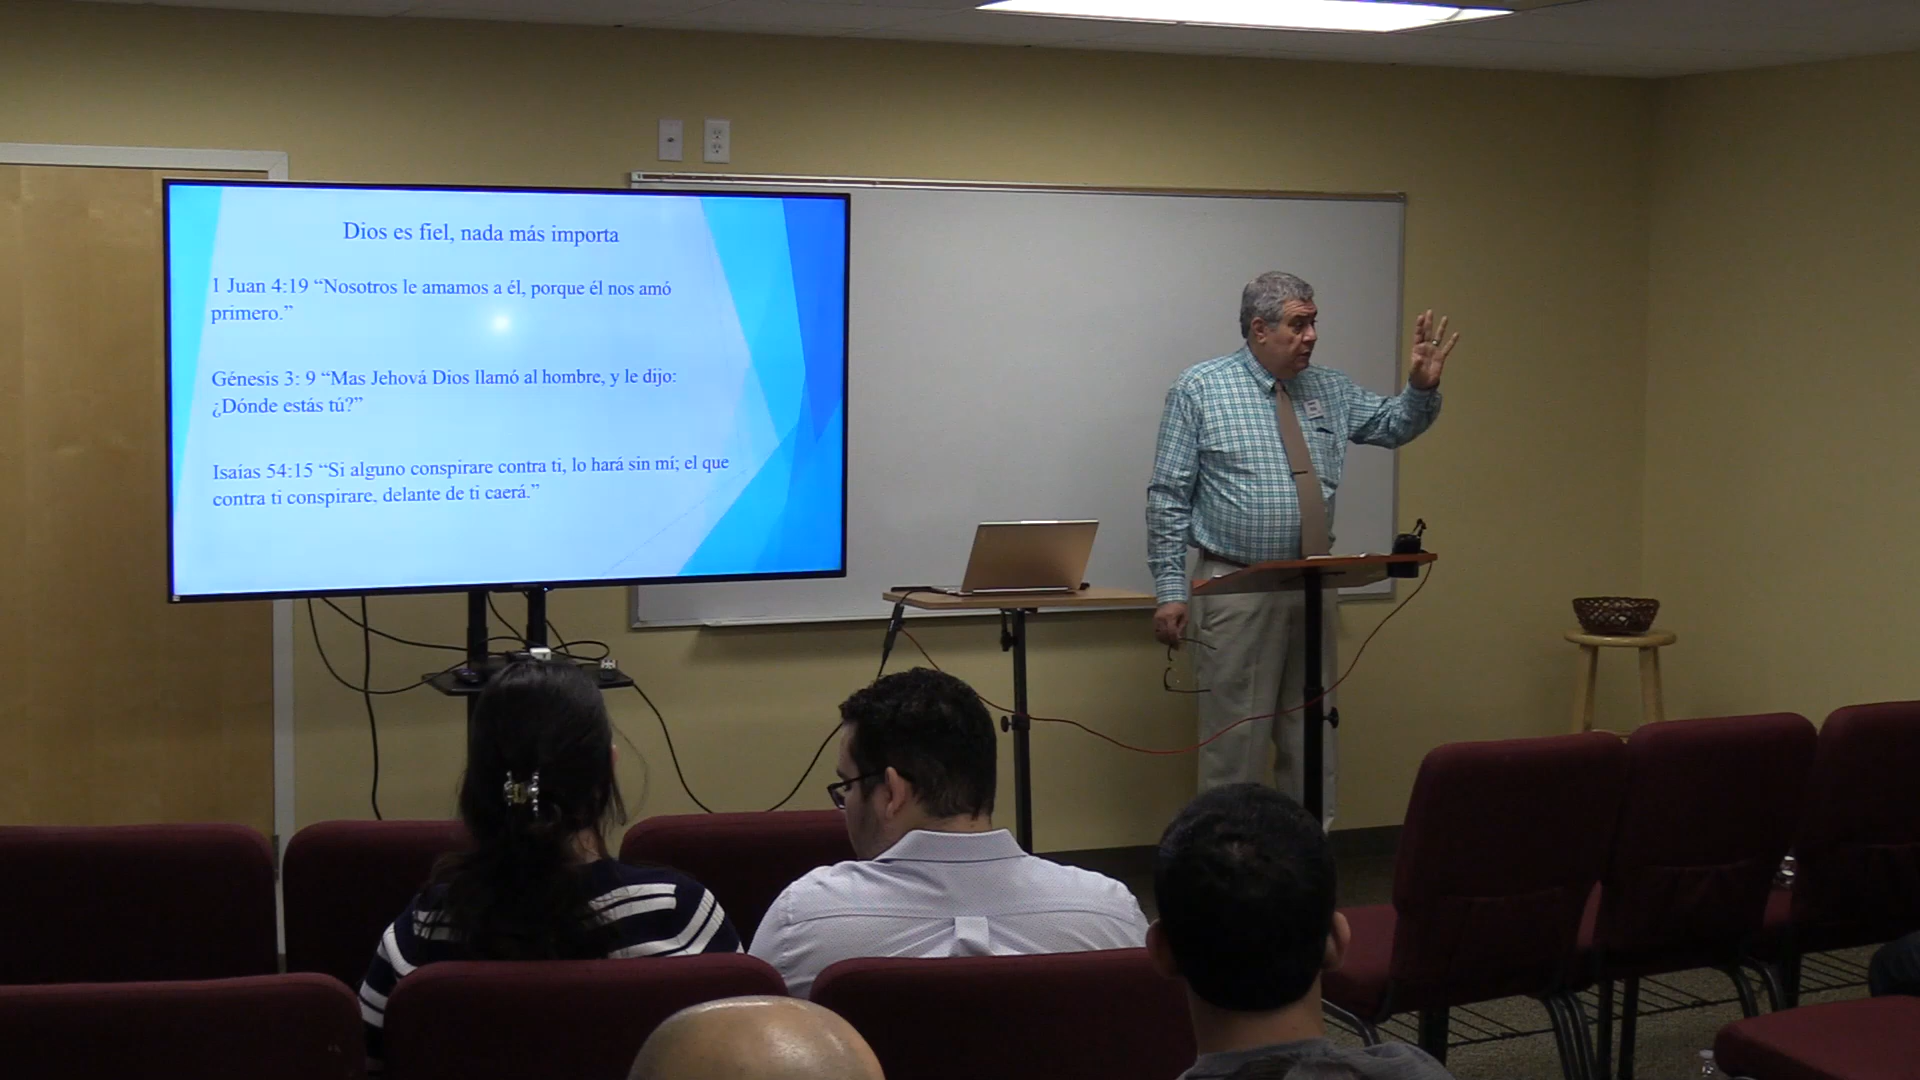 Dios es fiel, nada más importa
1 Juan 4:19 “Nosotros le amamos a él, porque él nos amó
primero.”
Génesis 3: 9 “Mas Jehová Dios llamó al hombre, y le dijo:
¿Dónde estás tú?”
Isaías 54:15 “Si alguno conspirare contra ti, lo hará sin mí; el que
contra ti conspirare, delante de ti caerá.”